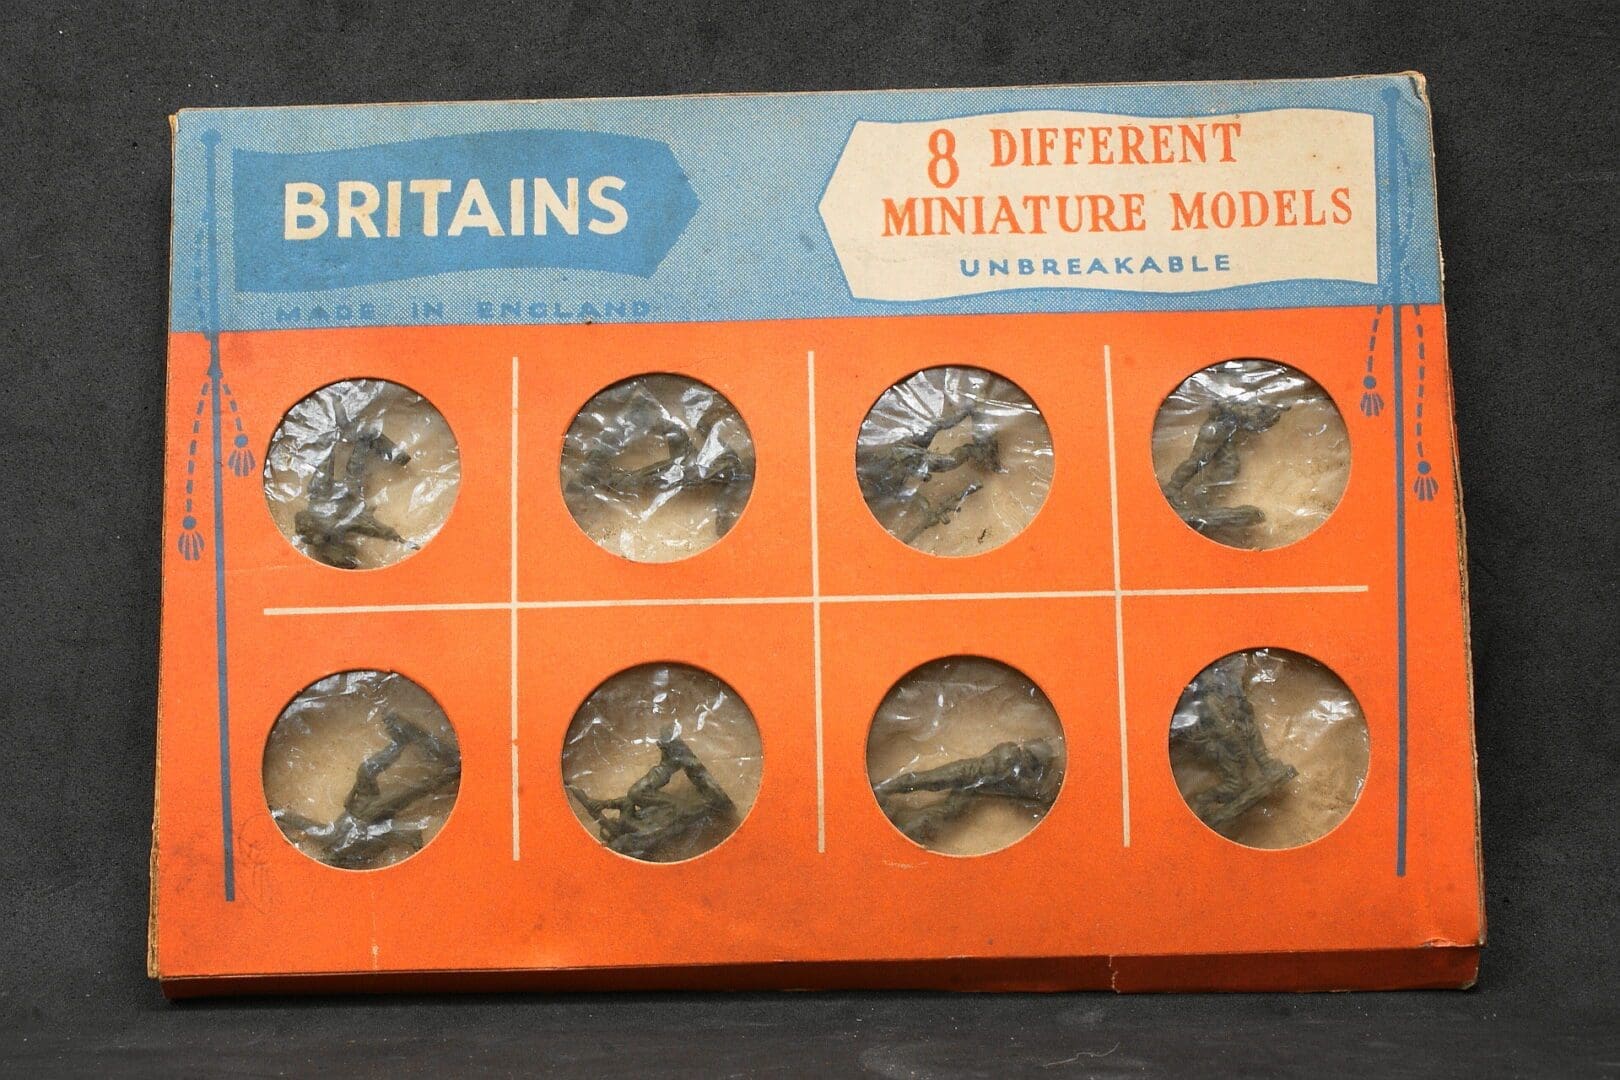 BRITAINS
MADE IN ENGLAND
8 DIFFERENT
MINIATURE MODELS
UNBREAKABLE